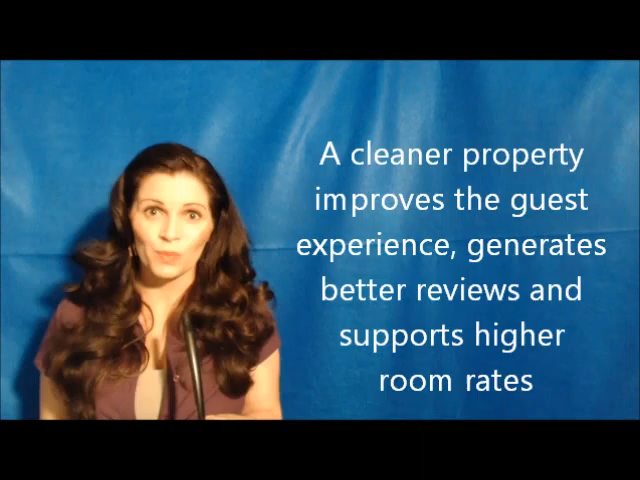 A cleaner property
improves the guest
experience, generates
better reviews and
supports higher
room rates